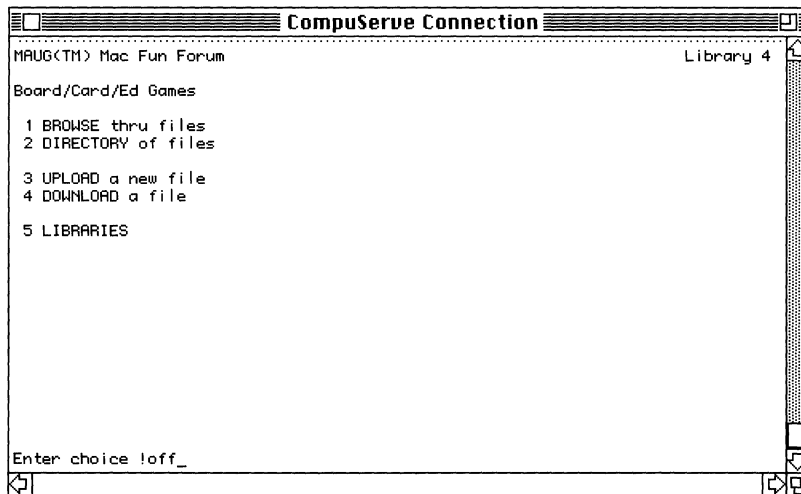 CompuServe Connection
MAUG(TM) Mac Fun Forum Library 4
Board/Card/Ed Games
1 BROWSE thru files
2 DIRECTORY of files
3 UPLOAD a new file
4 DOWNLOAD a file
5 LIBRARIES
Enter choice !off_